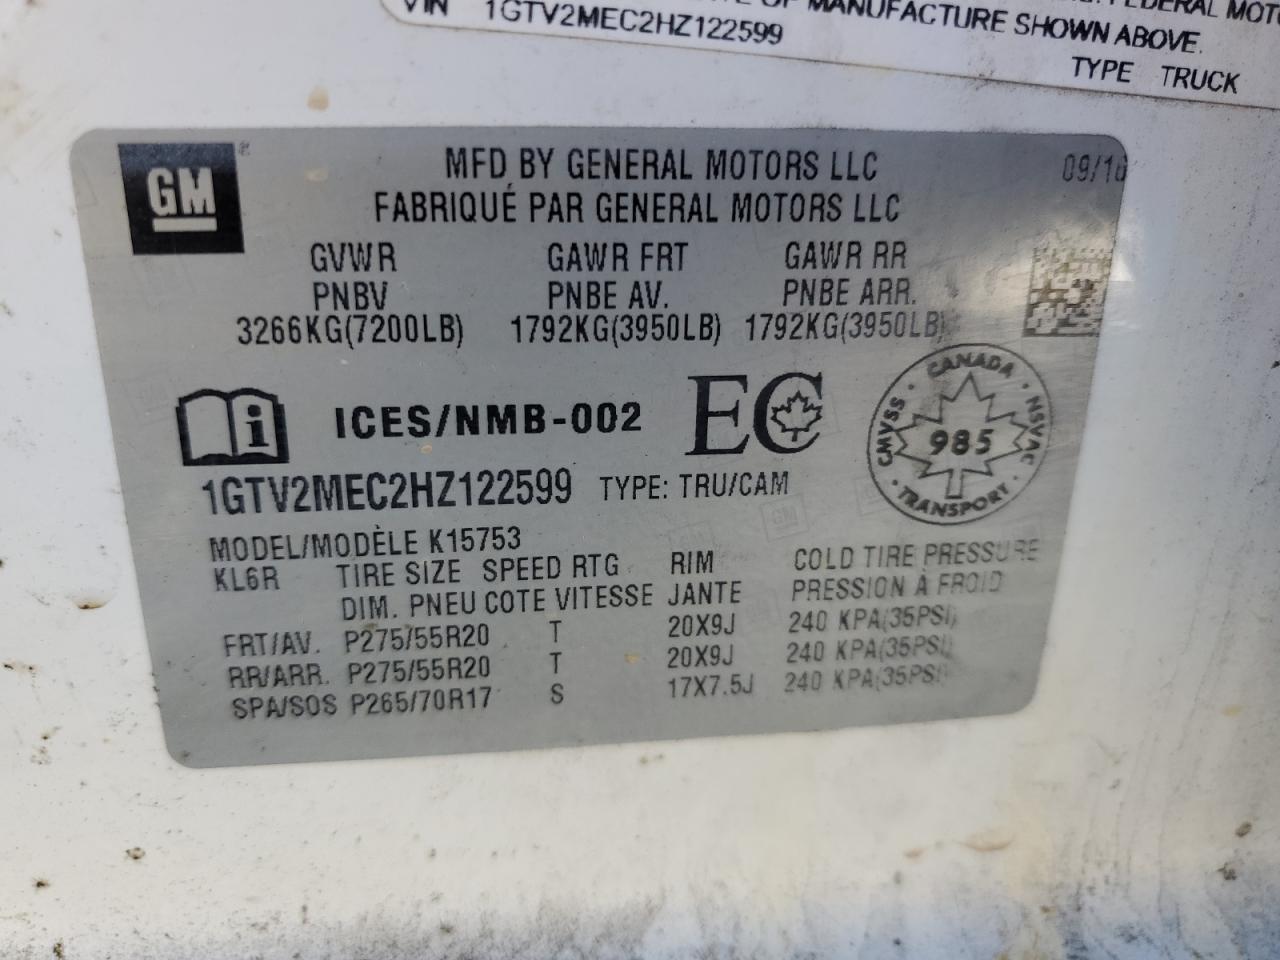 OF MANUFACTURE SHOWN ABOVE.
VIN 1GTV2MEC2HZ122599
TYPE TRUCK
GM
MFD BY GENERAL MOTORS LLC 09/16
FABRIQUÉ PAR GENERAL MOTORS LLC
GVWR GAWR FRT GAWR RR
PNBV PNBE AV. PNBE ARR.
3266KG(7200LB) 1792KG(3950LB) 1792KG(3950LB)
i ICES/NMB-002 EC
CANADA
CMVSS 985 NSVAC
TRANSPORT
1GTV2MEC2HZ122599 TYPE: TRU/CAM
MODEL/MODÈLE K15753
KL6R TIRE SIZE SPEED RTG RIM COLD TIRE PRESSURE
DIM. PNEU COTE VITESSE JANTE PRESSION À FROID
FRT/AV. P275/55R20 T 20X9J 240 KPA(35PSI)
RR/ARR. P275/55R20 T 20X9J 240 KPA(35PSI)
SPA/SOS P265/70R17 S 17X7.5J 240 KPA(35PSI)